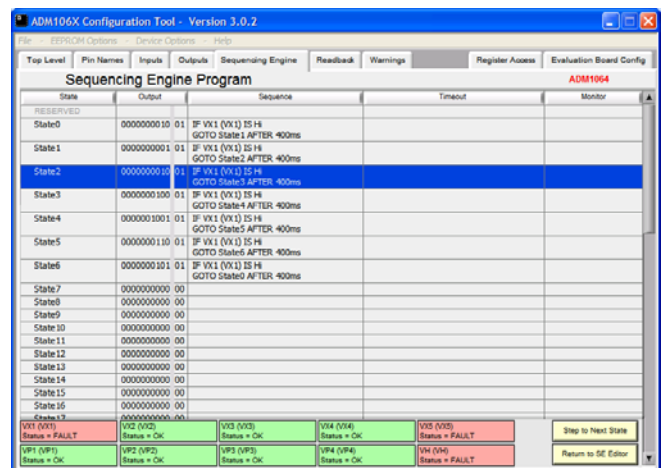 ADM106X Configuration Tool - Version 3.0.2
File - EEPROM Options - Device Options - Help
Top Level Pin Names Inputs Outputs Sequencing Engine Readback Warnings Register Access Evaluation Board Config
Sequencing Engine Program ADM1064
State Output Sequence Timeout Monitor
RESERVED
State0 0000000010 01 IF VX1 (VX1) IS Hi
GOTO State1 AFTER 400ms
State1 0000000001 01 IF VX1 (VX1) IS Hi
GOTO State2 AFTER 400ms
State2 0000000010 01 IF VX1 (VX1) IS Hi
GOTO State3 AFTER 400ms
State3 0000000100 01 IF VX1 (VX1) IS Hi
GOTO State4 AFTER 400ms
State4 0000001001 01 IF VX1 (VX1) IS Hi
GOTO State5 AFTER 400ms
State5 0000000110 01 IF VX1 (VX1) IS Hi
GOTO State6 AFTER 400ms
State6 0000000101 01 IF VX1 (VX1) IS Hi
GOTO State0 AFTER 400ms
State7 0000000000 00
State8 0000000000 00
State9 0000000000 00
State10 0000000000 00
State11 0000000000 00
State12 0000000000 00
State13 0000000000 00
State14 0000000000 00
State15 0000000000 00
State16 0000000000 00
State17 0000000000 00
VX1 (VX1) VX2 (VX2) VX3 (VX3) VX4 (VX4) VX5 (VX5)
Status = FAULT Status = OK Status = OK Status = OK Status = FAULT
Step to Next State
VP1 (VP1) VP2 (VP2) VP3 (VP3) VP4 (VP4) VH (VH)
Status = OK Status = OK Status = OK Status = OK Status = FAULT
Return to SE Editor